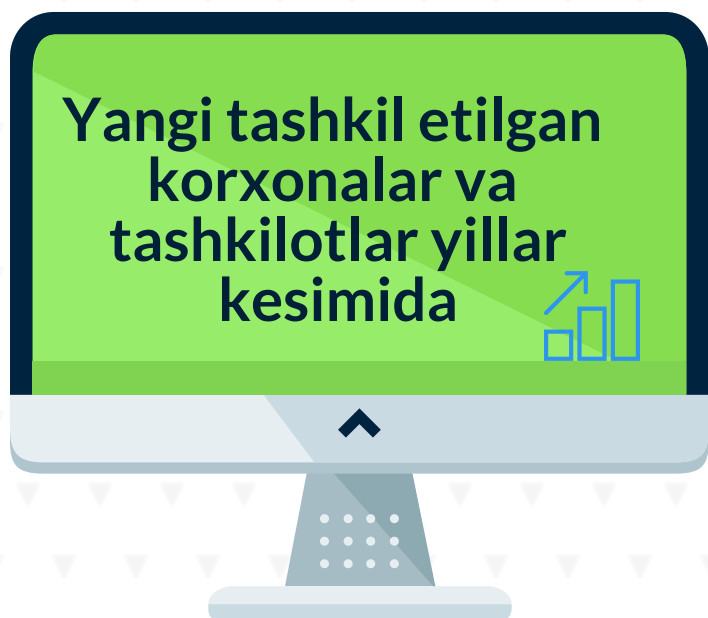 Yangi tashkil etilgan
korxonalar va
tashkilotlar yillar
kesimida